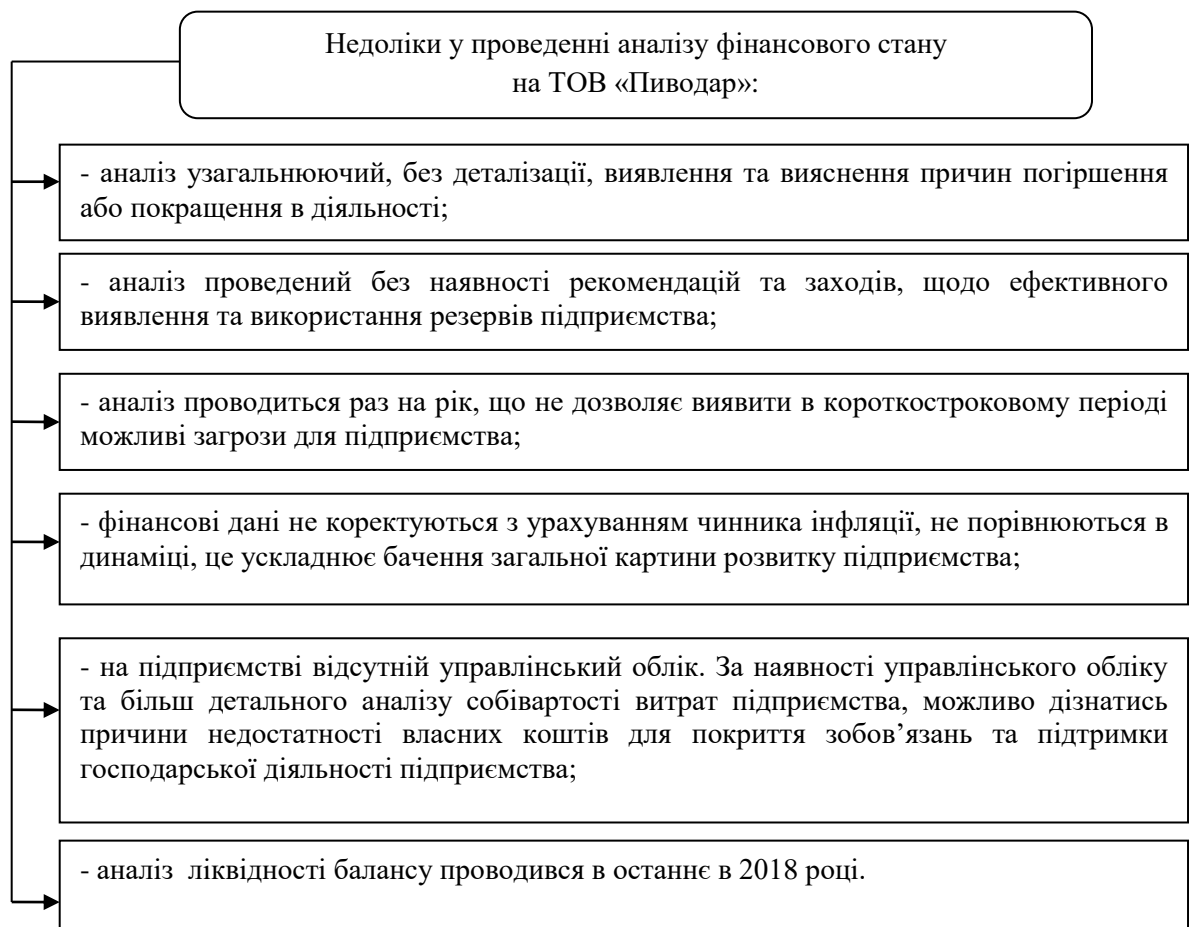 Недоліки у проведенні аналізу фінансового стану
на ТОВ «Пиводар»:
- аналіз узагальнюючий, без деталізації, виявлення та вияснення причин погіршення
або покращення в діяльності;
- аналіз проведений без наявності рекомендацій та заходів, щодо ефективного
виявлення та використання резервів підприємства;
- аналіз проводиться раз на рік, що не дозволяє виявити в короткостроковому періоді
можливі загрози для підприємства;
- фінансові дані не коректуються з урахуванням чинника інфляції, не порівнюються в
динаміці, це ускладнює бачення загальної картини розвитку підприємства;
- на підприємстві відсутній управлінський облік. За наявності управлінського обліку
та більш детального аналізу собівартості витрат підприємства, можливо дізнатись
причини недостатності власних коштів для покриття зобов’язань та підтримки
господарської діяльності підприємства;
- аналіз ліквідності балансу проводився в останнє в 2018 році.